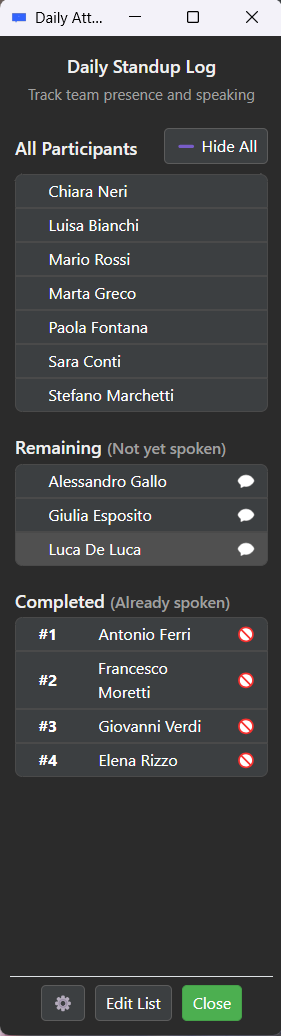 Daily Att...
Daily Standup Log
Track team presence and speaking
All Participants
Hide All
Chiara Neri
Luisa Bianchi
Mario Rossi
Marta Greco
Paola Fontana
Sara Conti
Stefano Marchetti
Remaining (Not yet spoken)
Alessandro Gallo
Giulia Esposito
Luca De Luca
Completed (Already spoken)
#1 Antonio Ferri
#2 Francesco
Moretti
#3 Giovanni Verdi
#4 Elena Rizzo
Edit List Close